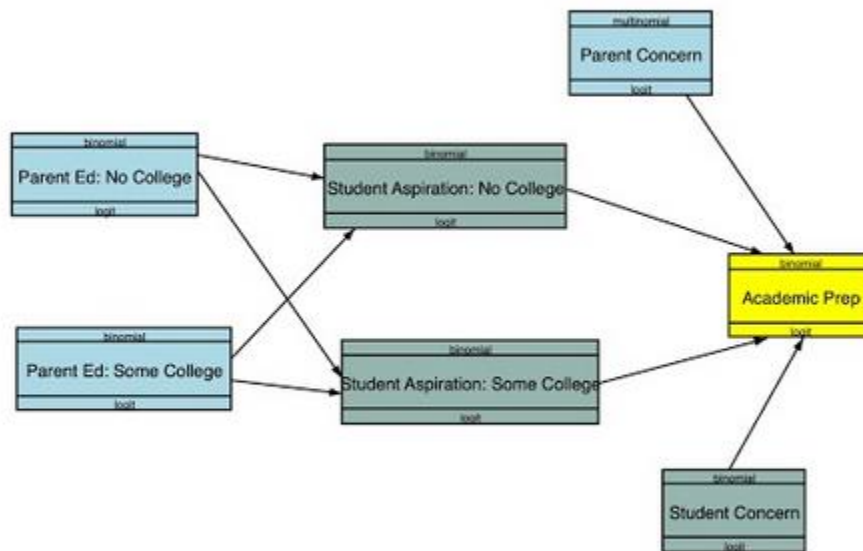 multinomial
Parent Concern
logit
binomial
Parent Ed: No College
logit
binomial
Student Aspiration: No College
logit
binomial
Academic Prep
logit
binomial
Parent Ed: Some College
logit
binomial
Student Aspiration: Some College
logit
binomial
Student Concern
logit